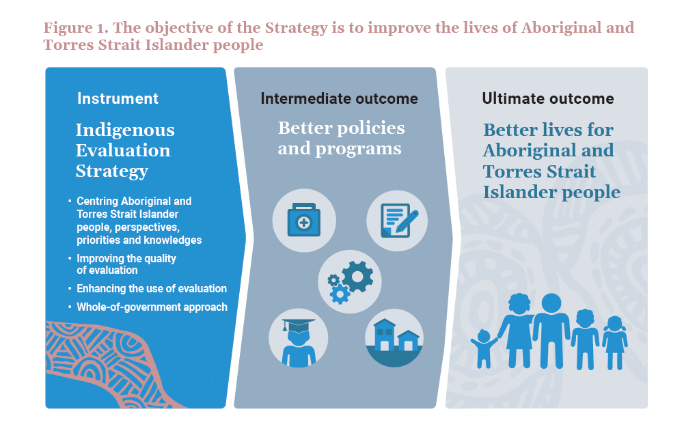 Figure 1. The objective of the Strategy is to improve the lives of Aboriginal and
Torres Strait Islander people
Instrument
Indigenous
Evaluation
Strategy
• Centring Aboriginal and
Torres Strait Islander
people, perspectives,
priorities and knowledges
• Improving the quality
of evaluation
• Enhancing the use of evaluation
• Whole-of-government approach
Intermediate outcome
Better policies
and programs
Ultimate outcome
Better lives for
Aboriginal and
Torres Strait
Islander people